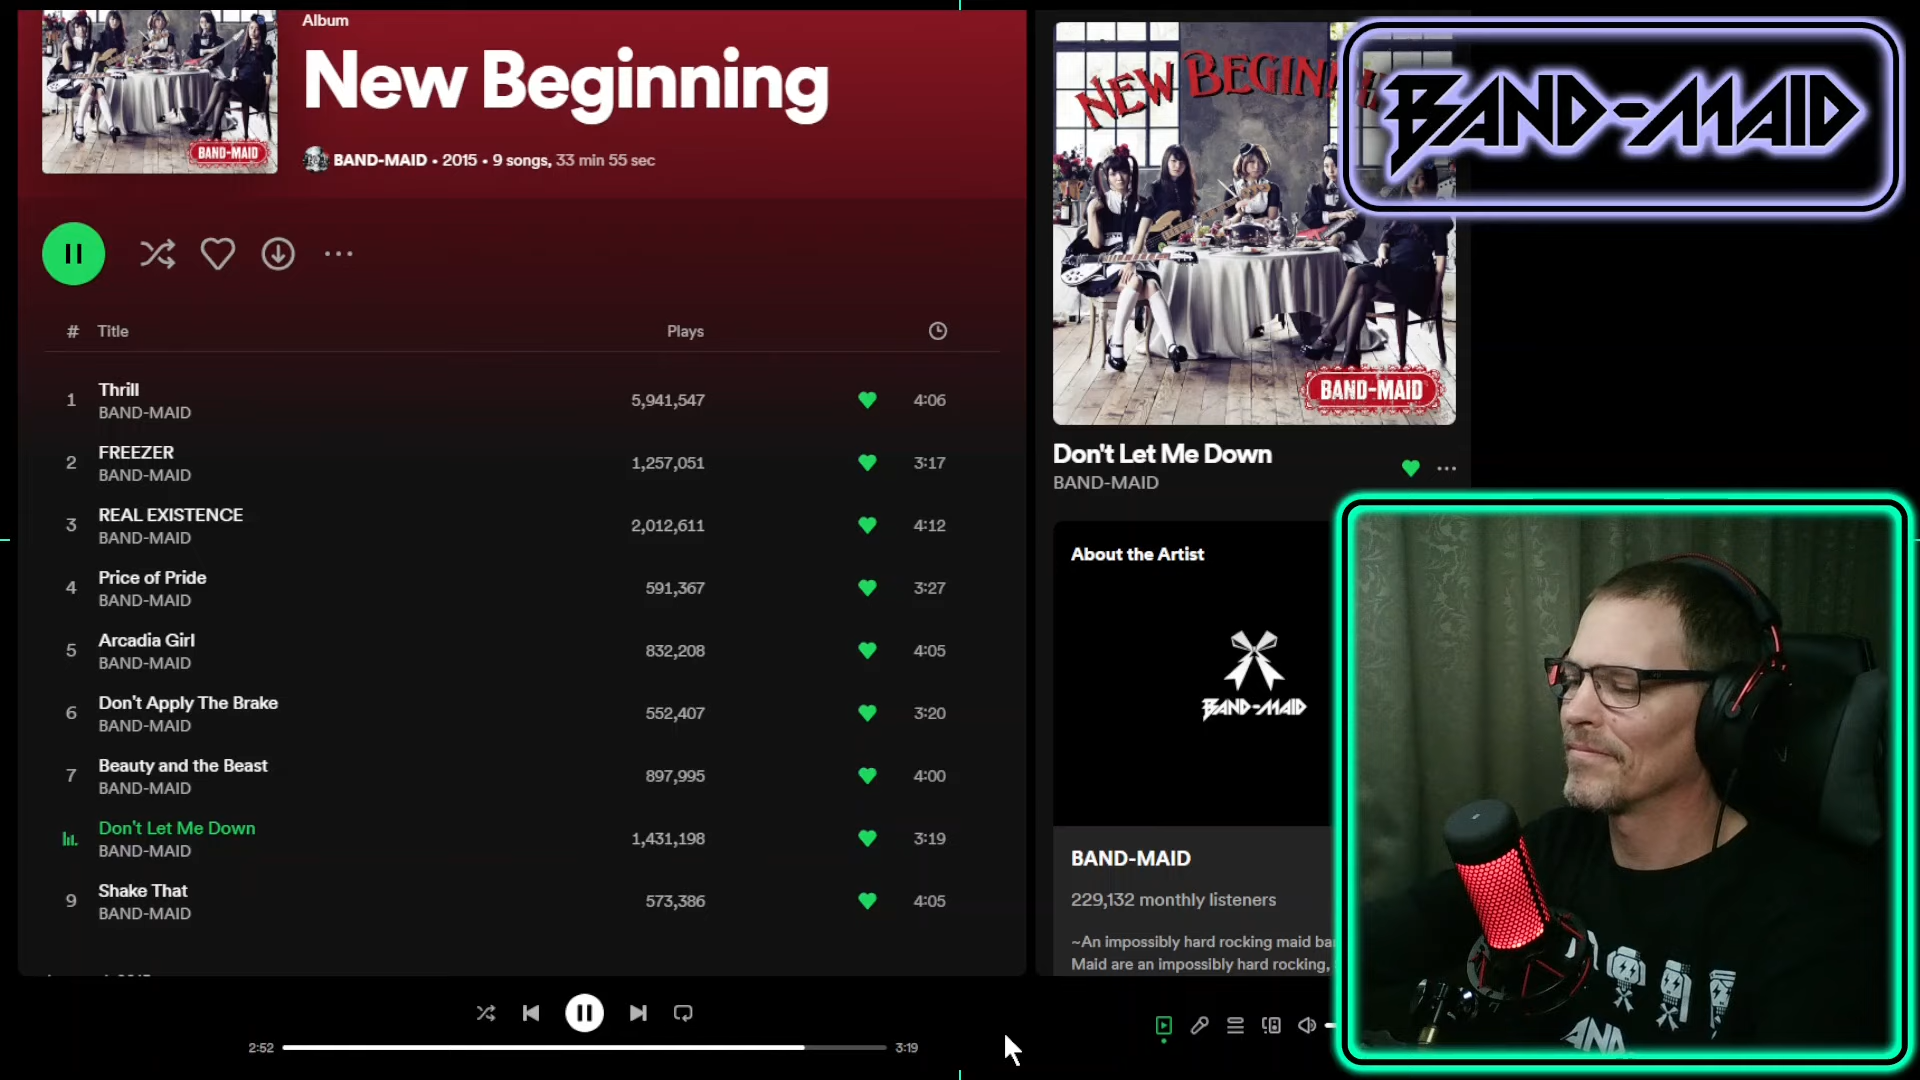 Album
New Beginning
BAND-MAID • 2015 • 9 songs, 33 min 55 sec
BAND-MAID
# Title Plays
1 Thrill 5,941,547 4:06
BAND-MAID
2 FREEZER 1,257,051 3:17
BAND-MAID
3 REAL EXISTENCE 2,012,611 4:12
BAND-MAID
4 Price of Pride 591,367 3:27
BAND-MAID
5 Arcadia Girl 832,208 4:05
BAND-MAID
6 Don't Apply The Brake 552,407 3:20
BAND-MAID
7 Beauty and the Beast 897,995 4:00
BAND-MAID
Don't Let Me Down 1,431,198 3:19
BAND-MAID
9 Shake That 573,386 4:05
BAND-MAID
2:52 3:19
NEW BEGINN
BAND-MAID
BAND-MAID
Don't Let Me Down
BAND-MAID
About the Artist
BAND-MAID
BAND-MAID
229,132 monthly listeners
~An impossibly hard rocking maid
Maid are an impossibly hard rocking,